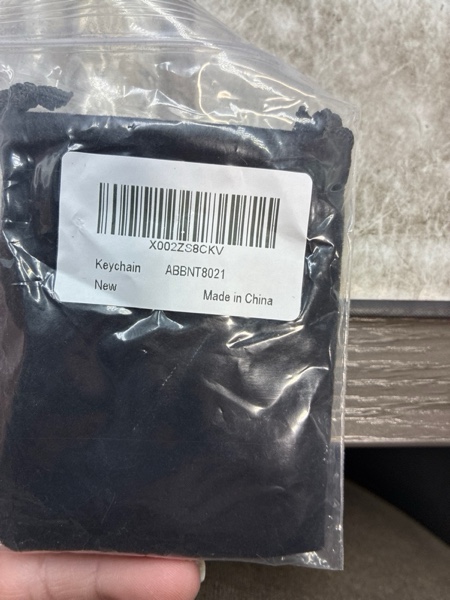 X002ZS8CKV
Keychain ABBNT8021
New
Made in China